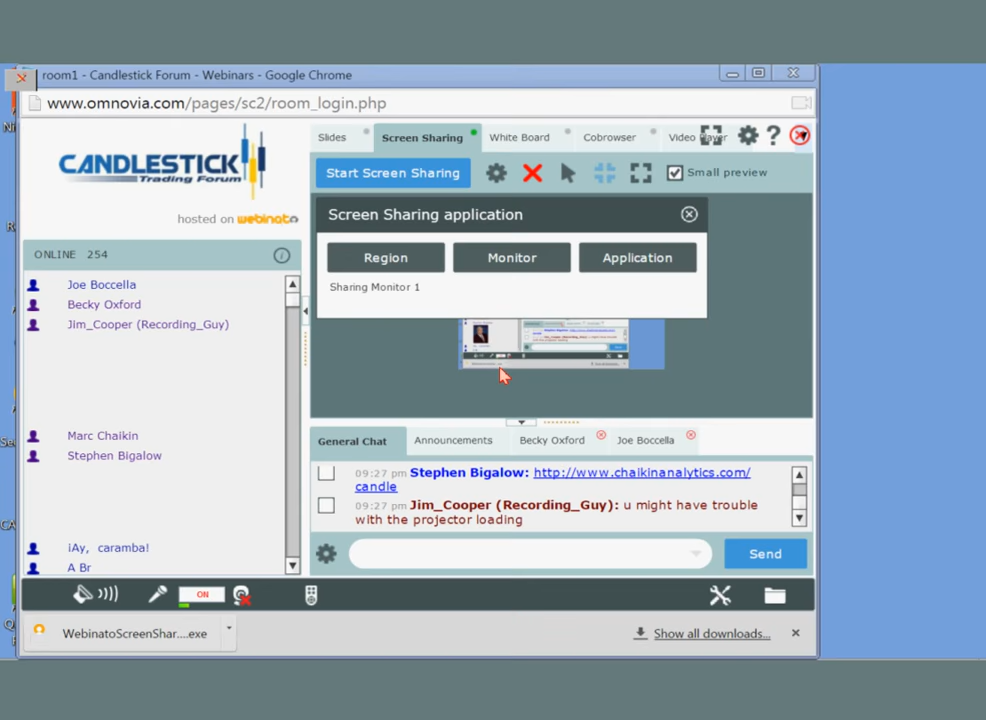 room1 - Candlestick Forum - Webinars - Google Chrome
www.omnovia.com/pages/sc2/room_login.php
CANDLESTICK
Trading Forum
hosted on webinato
ONLINE 254
Joe Boccella
Becky Oxford
Jim_Cooper (Recording_Guy)
Marc Chaikin
Stephen Bigalow
¡Ay, caramba!
A Br
Slides
Screen Sharing
White Board
Cobrowser
Video Player
Start Screen Sharing
Small preview
Screen Sharing application
Region
Monitor
Application
Sharing Monitor 1
General Chat
Announcements
Becky Oxford
Joe Boccella
09:27 pm Stephen Bigalow: http://www.chaikinanalytics.com/
candle
09:27 pm Jim_Cooper (Recording_Guy): u might have trouble
with the projector loading
Send
ON
WebinatoScreenShar....exe
Show all downloads...